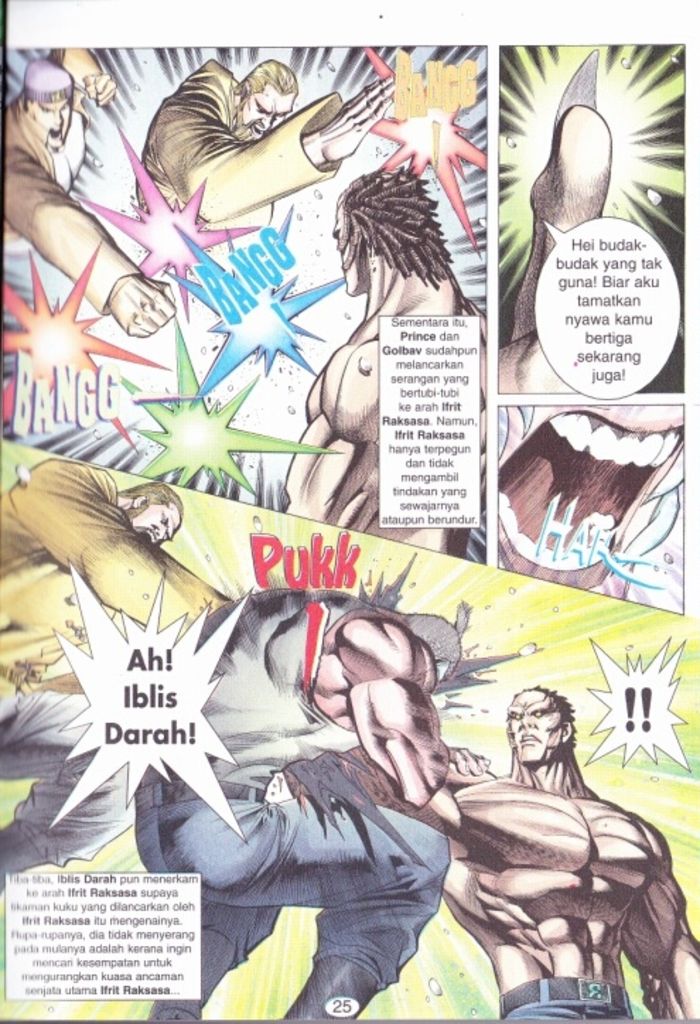 BANGG
!
BANGG
!
BANGG
Sementara itu,
Prince dan
Golbav sudahpun
melancarkan
serangan yang
bertubi-tubi
ke arah Ifrit
Raksasa. Namun,
Ifrit Raksasa
hanya terpegun
dan tidak
mengambil
tindakan yang
sewajarnya
ataupun berundur.
Hei budak-
budak yang tak
guna! Biar aku
tamatkan
nyawa kamu
bertiga
sekarang
juga!
HAR
PUKK
!
Ah!
Iblis
Darah!
!!
Tiba-tiba, Iblis Darah pun menerkam
ke arah Ifrit Raksasa supaya
tikaman kuku yang dilancarkan oleh
Ifrit Raksasa itu mengenainya.
Rupa-rupanya, dia tidak menyerang
pada mulanya adalah kerana ingin
mencari kesempatan untuk
mengurangkan kuasa ancaman
senjata utama Ifrit Raksasa...
25